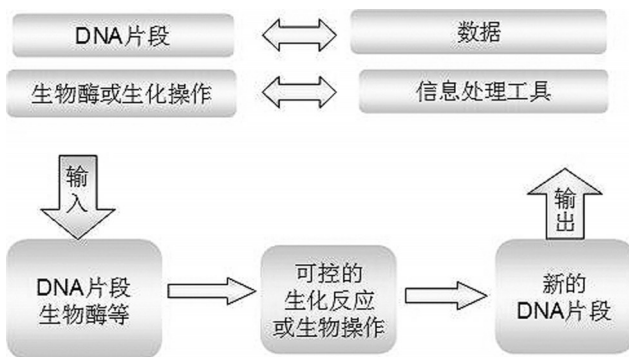 DNA片段
数据
生物酶或生化操作
信息处理工具
输
入
输
出
DNA片段
生物酶等
可控的
生化反应
或生物操作
新的
DNA片段